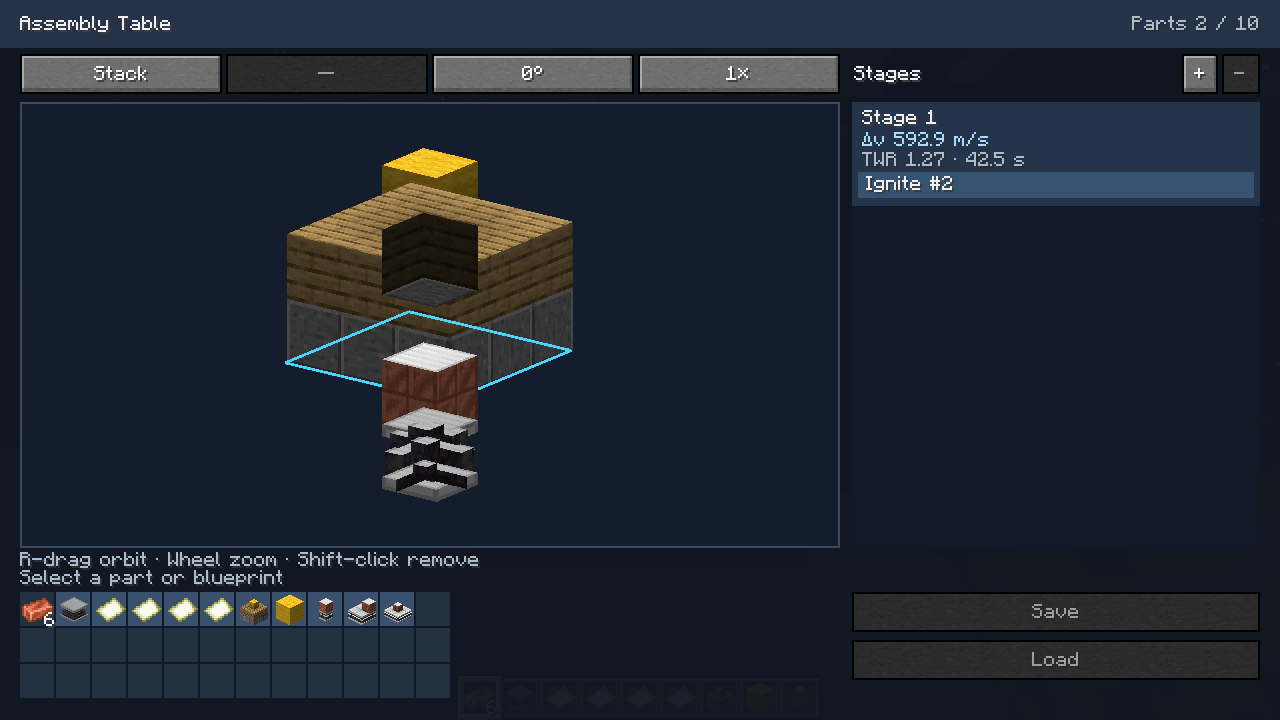 Assembly Table
Parts 2 / 10
Stack
—
0°
1×
Stages
+
−
Stage 1
Δv 592.9 m/s
TWR 1.27 · 42.5 s
Ignite #2
R-drag orbit · Wheel zoom · Shift-click remove
Select a part or blueprint
6
Save
Load